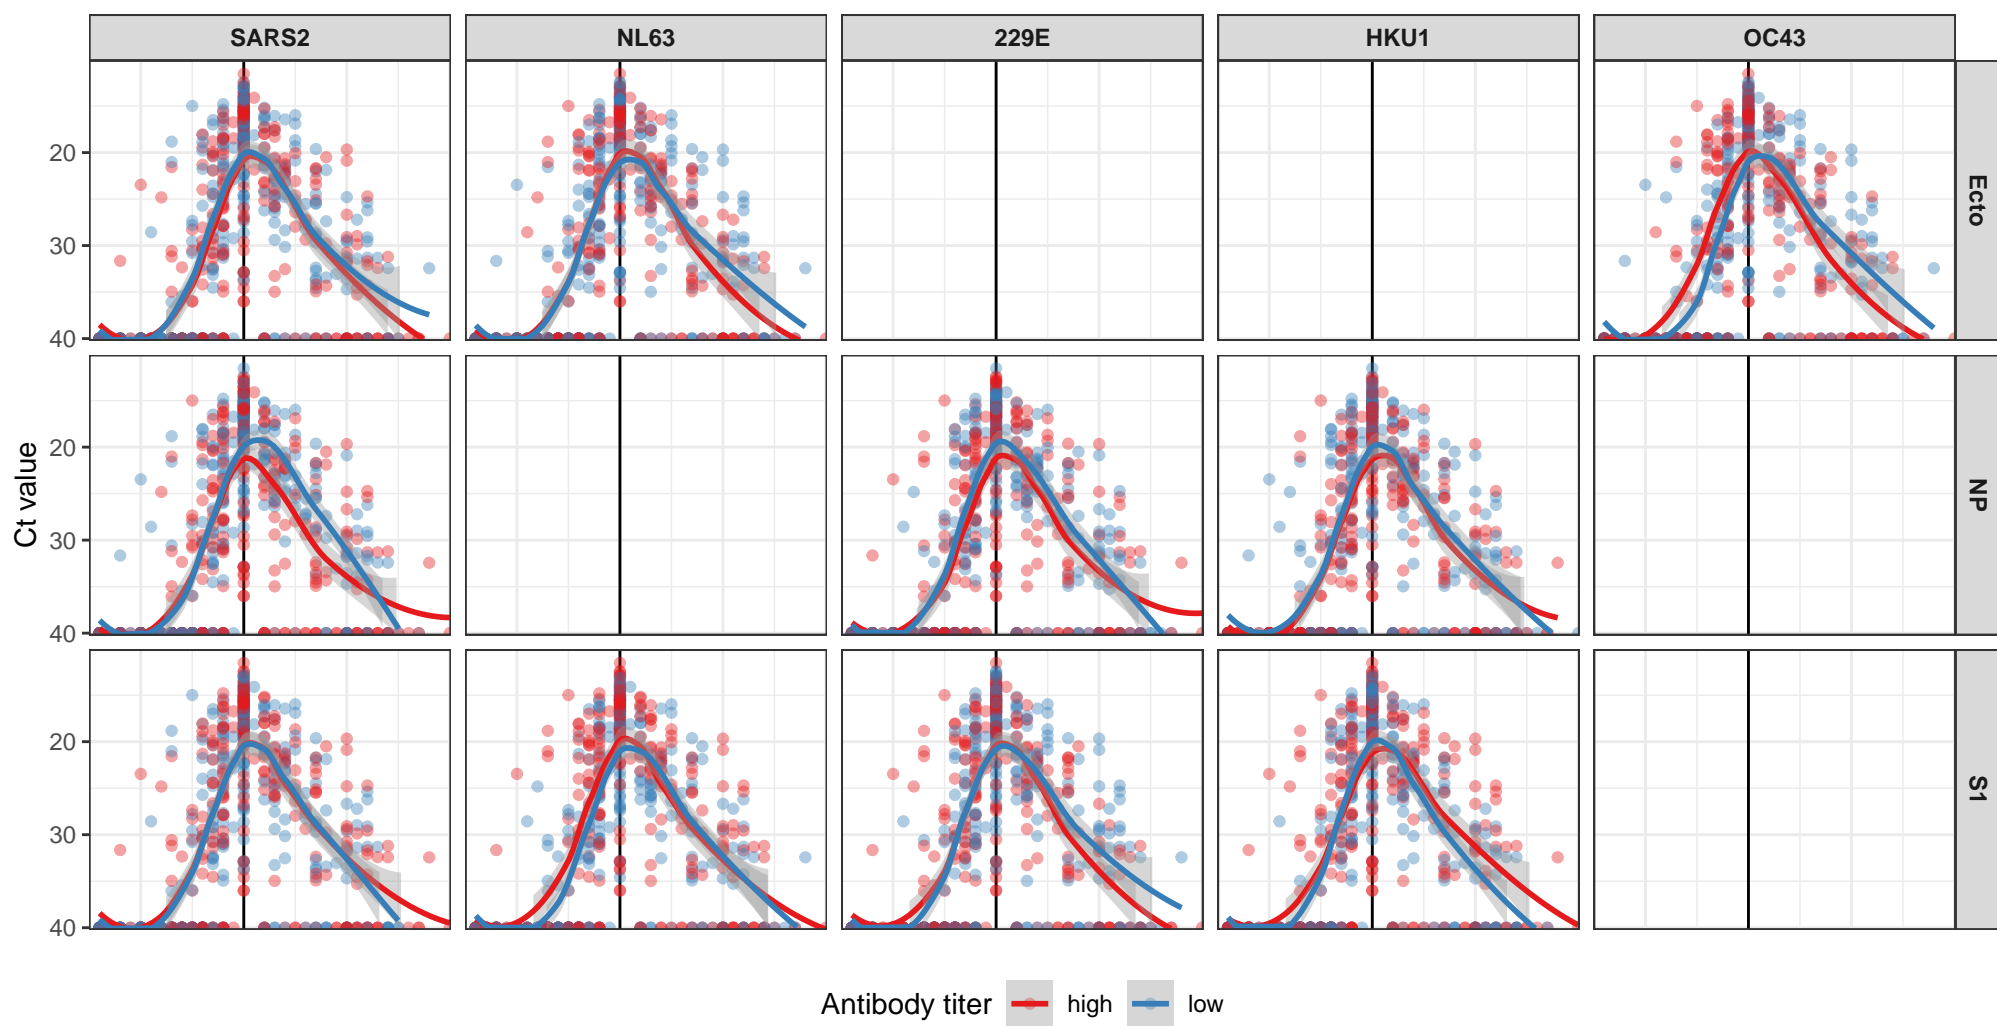 SARS2 NL63 229E HKU1 OC43
20
30
40
Ecto
20
30
40
NP
20
30
40
S1
Ct value
Antibody titer high low